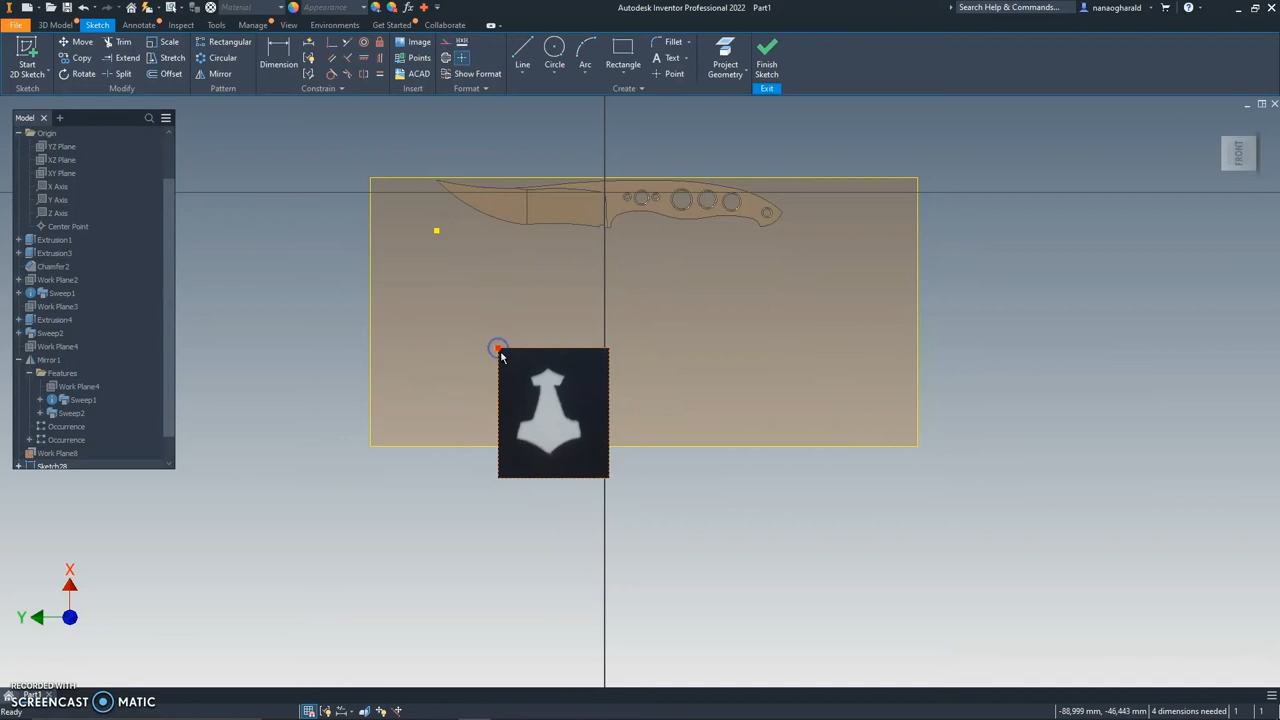 Material
Appearance
Autodesk Inventor Professional 2022 Part1
Search Help & Commands...
nanaogharald
File
3D Model
Sketch
Annotate
Inspect
Tools
Manage
View
Environments
Get Started
Collaborate
Start
2D Sketch
Move
Trim
Scale
Copy
Extend
Stretch
Rotate
Split
Offset
Rectangular
Circular
Mirror
Dimension
Image
Points
ACAD
Show Format
Line
Circle
Arc
Rectangle
Fillet
Text
Point
Project
Geometry
Finish
Sketch
Sketch
Modify
Pattern
Constrain
Insert
Format
Create
Exit
Model
Origin
YZ Plane
XZ Plane
XY Plane
X Axis
Y Axis
Z Axis
Center Point
Extrusion1
Extrusion3
Chamfer2
Work Plane2
Sweep1
Work Plane3
Extrusion4
Sweep2
Work Plane4
Mirror1
Features
Work Plane4
Sweep1
Sweep2
Occurrence
Occurrence
Work Plane8
Sketch28
FRONT
X
Y
RECORDED WITH
SCREENCAST MATIC
Part1
Ready
-88,999 mm, -46,443 mm
4 dimensions needed
1
1